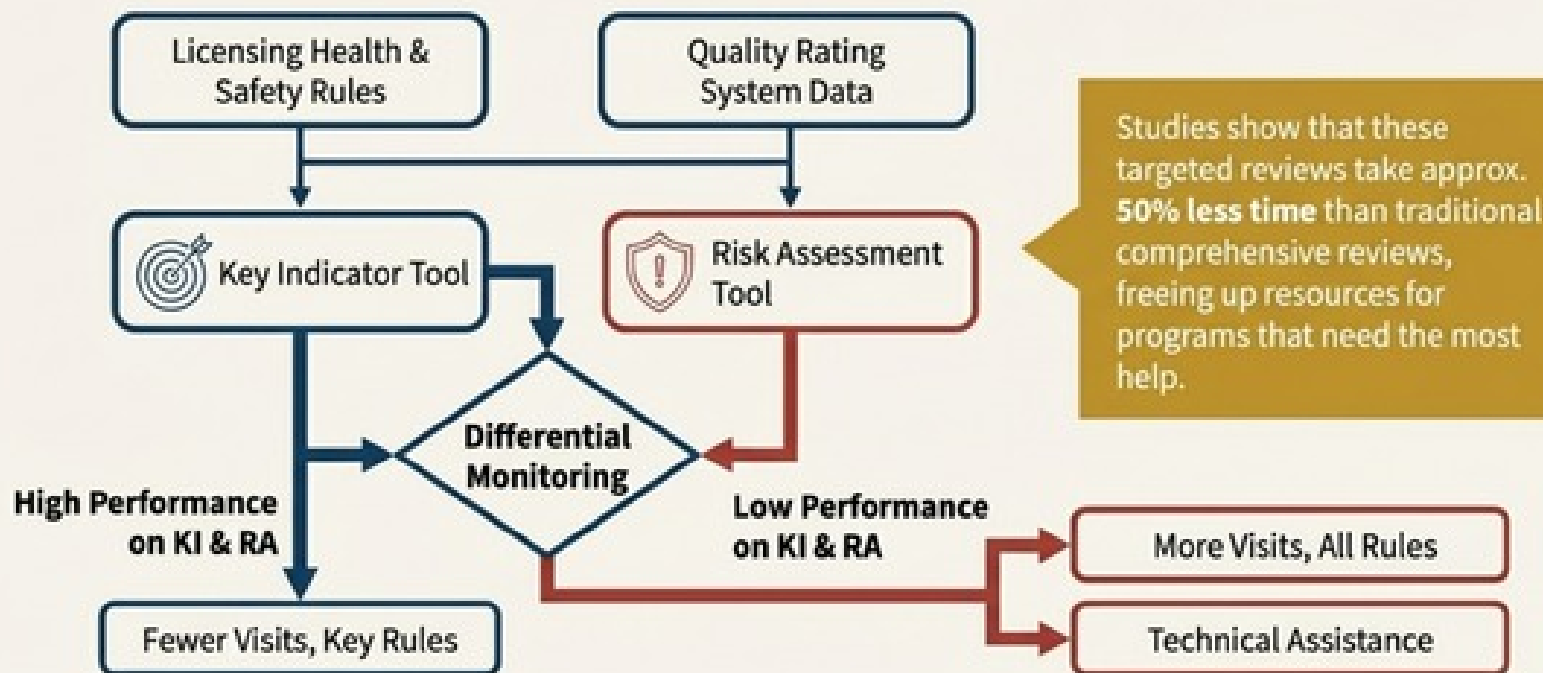 Licensing Health &
Safety Rules
Quality Rating
System Data
Studies show that these
targeted reviews take approx.
50% less time than traditional
comprehensive reviews,
freeing up resources for
programs that need the most
help.
Key Indicator Tool
Risk Assessment
Tool
Differential
Monitoring
High Performance
on KI & RA
Low Performance
on KI & RA
More Visits, All Rules
Fewer Visits, Key Rules
Technical Assistance